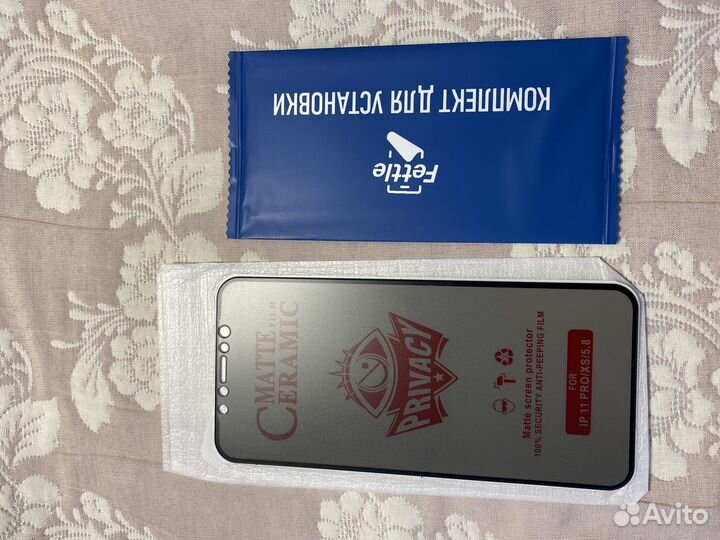 КОМПЛЕКТ ДЛЯ УСТАНОВКИ
Fettle
MATTE FILM
CERAMIC
PRIVACY
Matte screen protector
100% SECURITY ANTI-PEEPING FILM
FOR
IP 11 PRO/XS/5.8
Avito